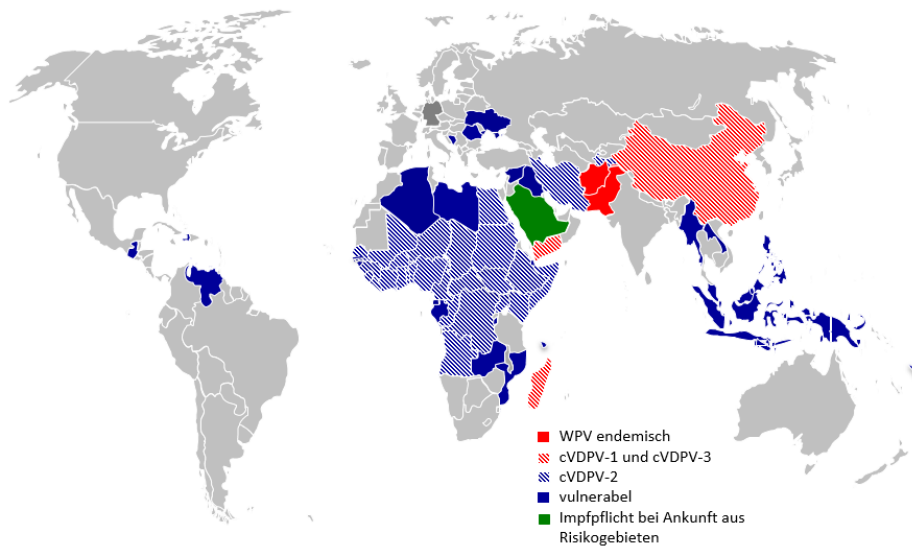 WPV endemisch
cVDPV-1 und cVDPV-3
cVDPV-2
vulnerabel
Impfpflicht bei Ankunft aus
Risikogebieten